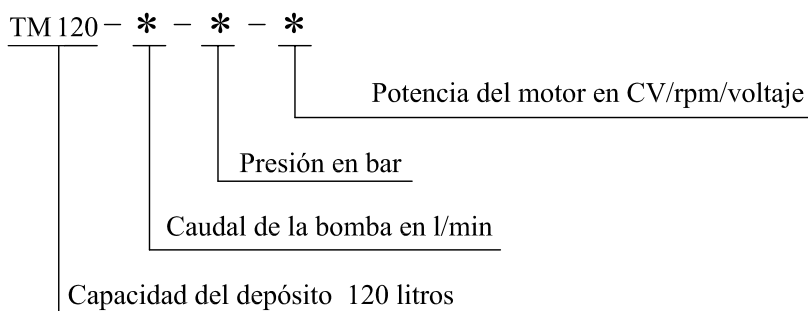 TM 120 - * - * - *
Potencia del motor en CV/rpm/voltaje
Presión en bar
Caudal de la bomba en l/min
Capacidad del depósito 120 litros